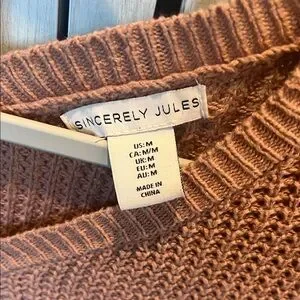 SINCERELY JULES
US:M
CA:M/M
UK:M
EU:M
AU:M
MADE IN
CHINA